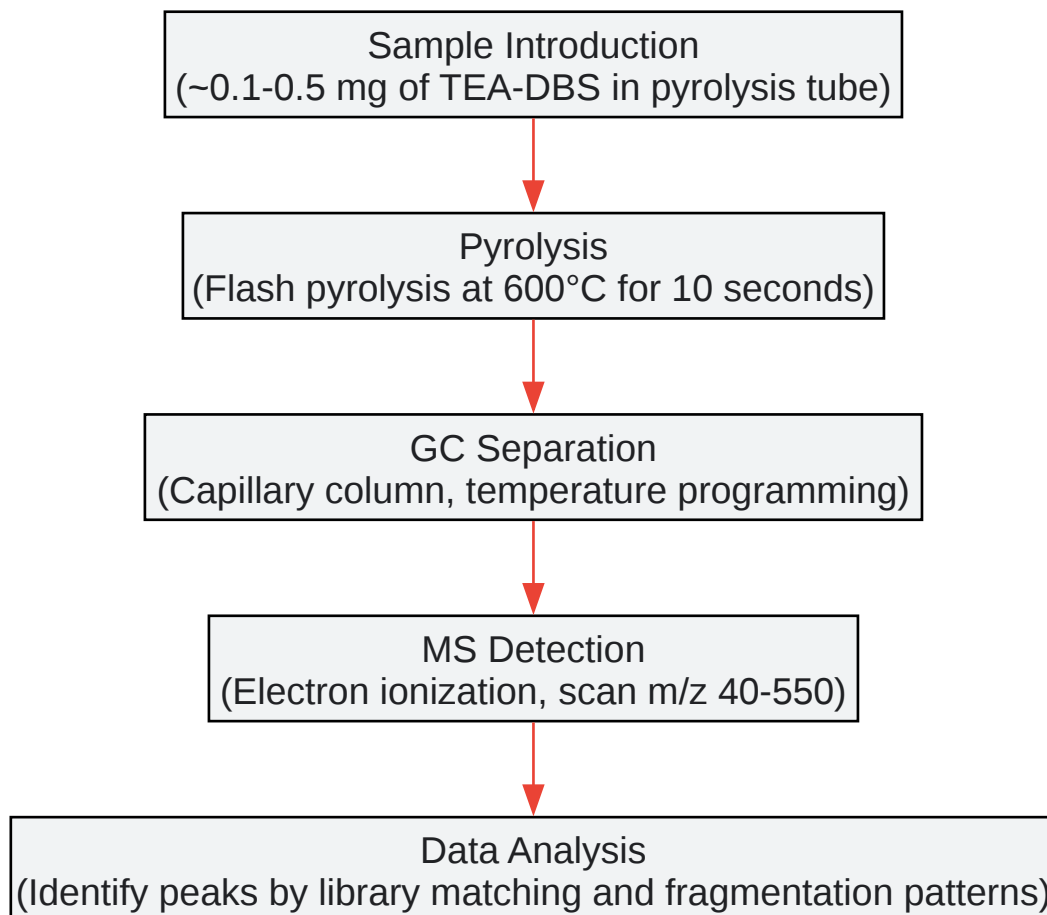 Sample Introduction
(~0.1-0.5 mg of TEA-DBS in pyrolysis tube)
Pyrolysis
(Flash pyrolysis at 600°C for 10 seconds)
GC Separation
(Capillary column, temperature programming)
MS Detection
(Electron ionization, scan m/z 40-550)
Data Analysis
(Identify peaks by library matching and fragmentation patterns)